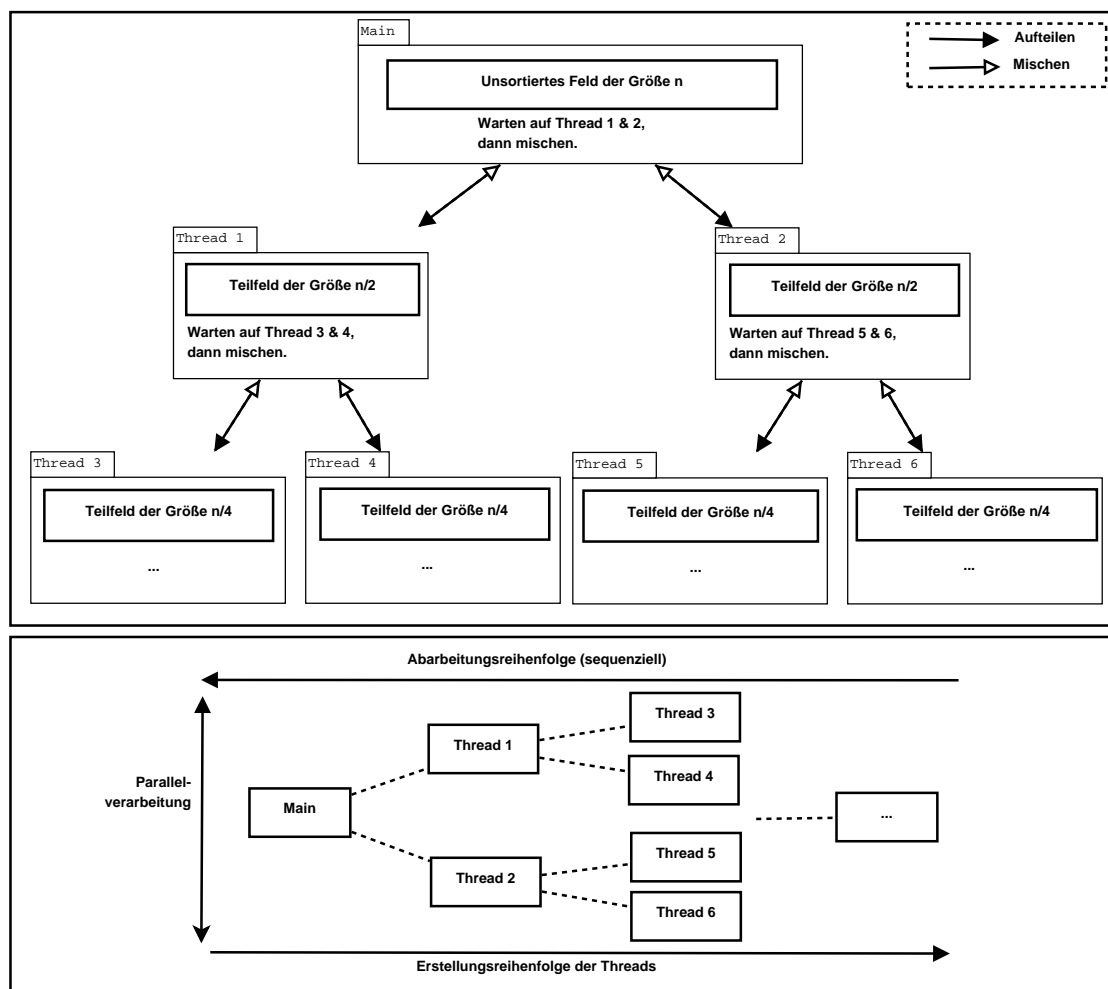 Main
Aufteilen
Mischen
Unsortiertes Feld der Größe n
Warten auf Thread 1 & 2,
dann mischen.
Thread 1
Teilfeld der Größe n/2
Warten auf Thread 3 & 4,
dann mischen.
Thread 2
Teilfeld der Größe n/2
Warten auf Thread 5 & 6,
dann mischen.
Thread 3
Teilfeld der Größe n/4
...
Thread 4
Teilfeld der Größe n/4
...
Thread 5
Teilfeld der Größe n/4
...
Thread 6
Teilfeld der Größe n/4
...
Abarbeitungsreihenfolge (sequenziell)
Parallel-
verarbeitung
Main
Thread 1
Thread 2
Thread 3
Thread 4
Thread 5
Thread 6
...
Erstellungsreihenfolge der Threads